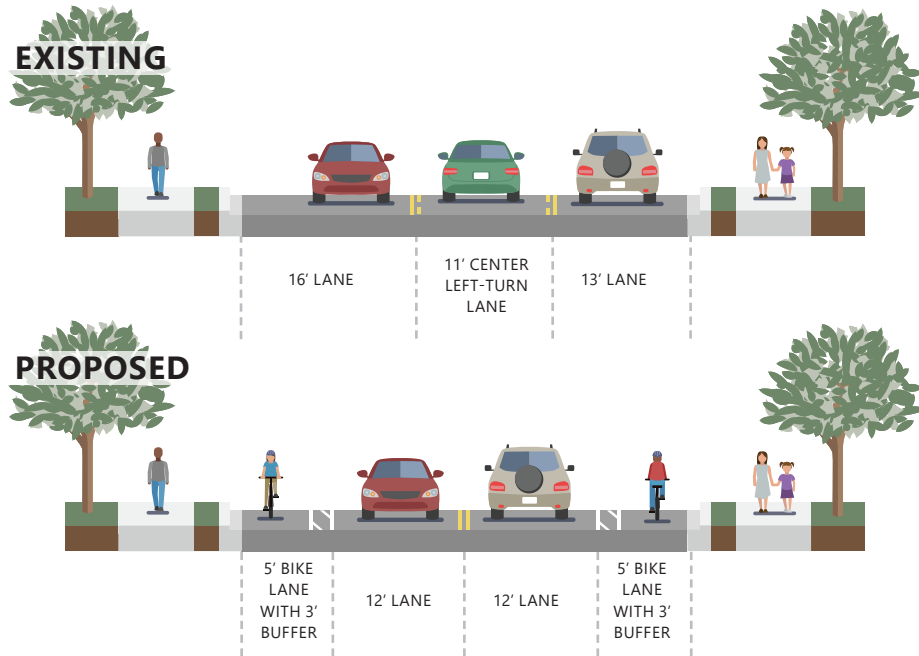 EXISTING
16’ LANE
11’ CENTER
LEFT-TURN
LANE
13’ LANE
PROPOSED
5’ BIKE
LANE
WITH 3’
BUFFER
12’ LANE
12’ LANE
5’ BIKE
LANE
WITH 3’
BUFFER